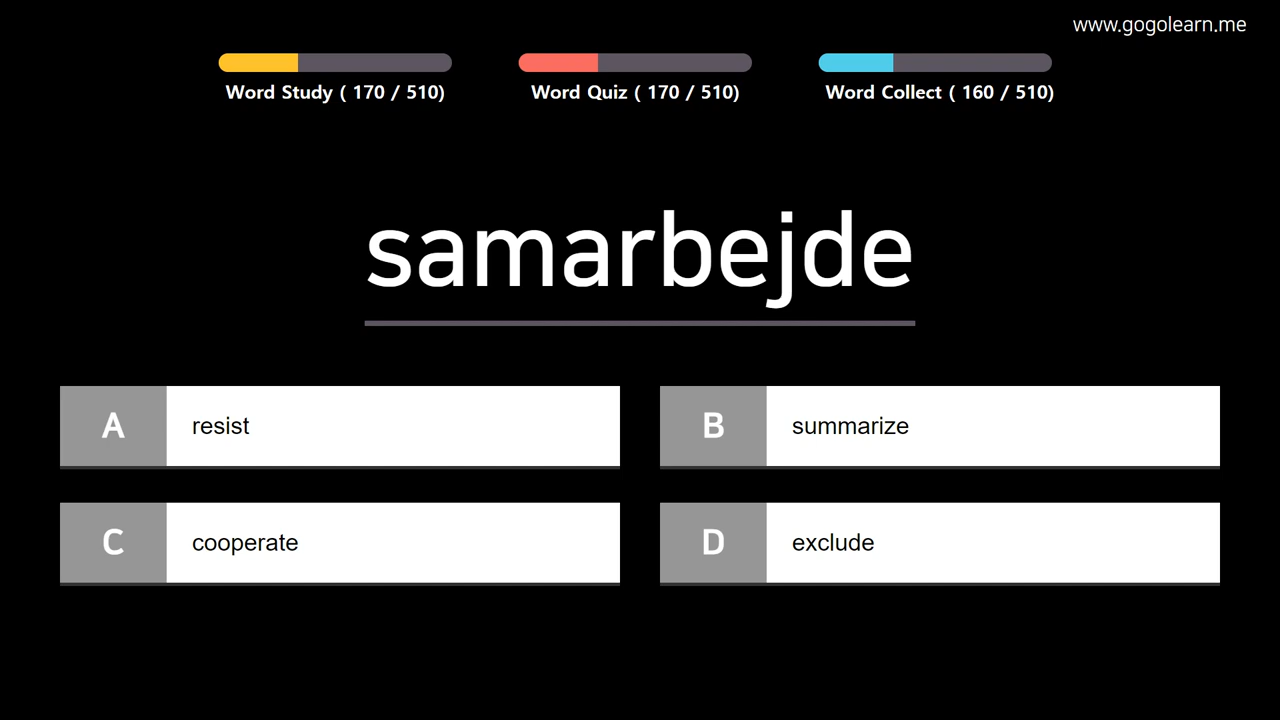 www.gogolearn.me
Word Study ( 170 / 510)
Word Quiz ( 170 / 510)
Word Collect ( 160 / 510)
samarbejde
A resist
B summarize
C cooperate
D exclude